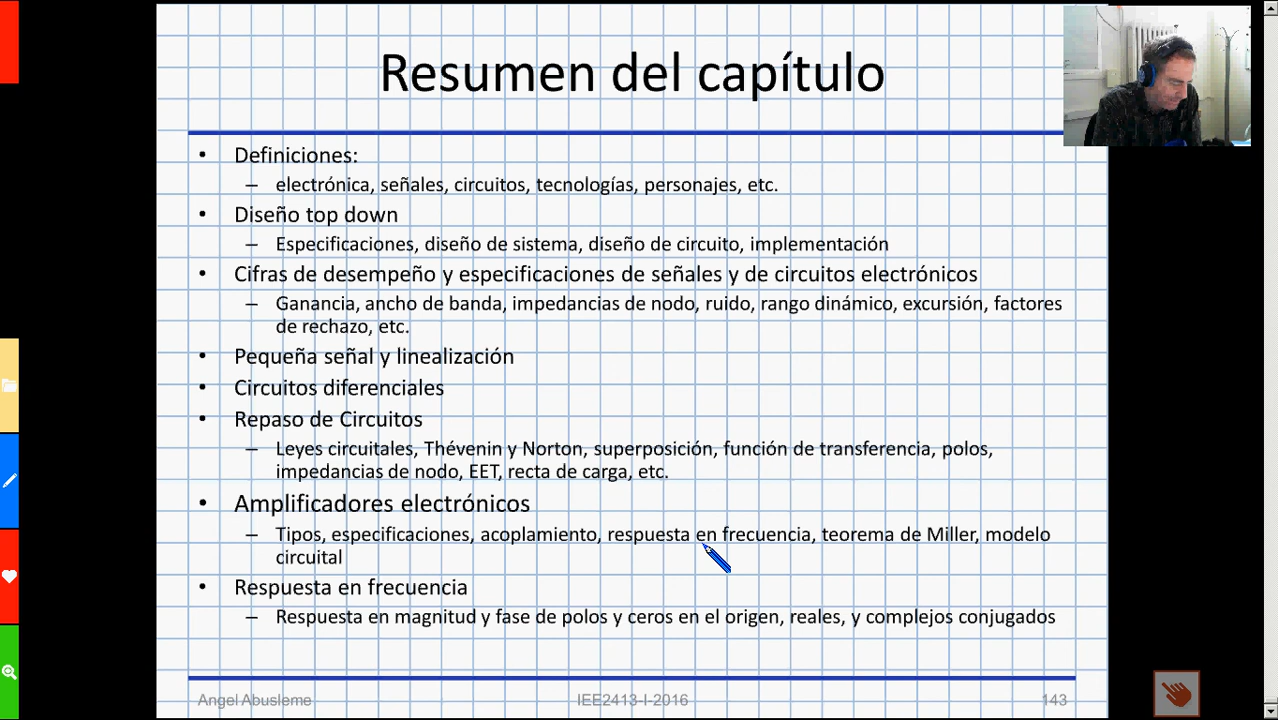 Resumen del capítulo
• Definiciones:
– electrónica, señales, circuitos, tecnologías, personajes, etc.
• Diseño top down
– Especificaciones, diseño de sistema, diseño de circuito, implementación
• Cifras de desempeño y especificaciones de señales y de circuitos electrónicos
– Ganancia, ancho de banda, impedancias de nodo, ruido, rango dinámico, excursión, factores
de rechazo, etc.
• Pequeña señal y linealización
• Circuitos diferenciales
• Repaso de Circuitos
– Leyes circuitales, Thévenin y Norton, superposición, función de transferencia, polos,
impedancias de nodo, EET, recta de carga, etc.
• Amplificadores electrónicos
– Tipos, especificaciones, acoplamiento, respuesta en frecuencia, teorema de Miller, modelo
circuital
• Respuesta en frecuencia
– Respuesta en magnitud y fase de polos y ceros en el origen, reales, y complejos conjugados
Angel Abusleme IEE2413-I-2016 143